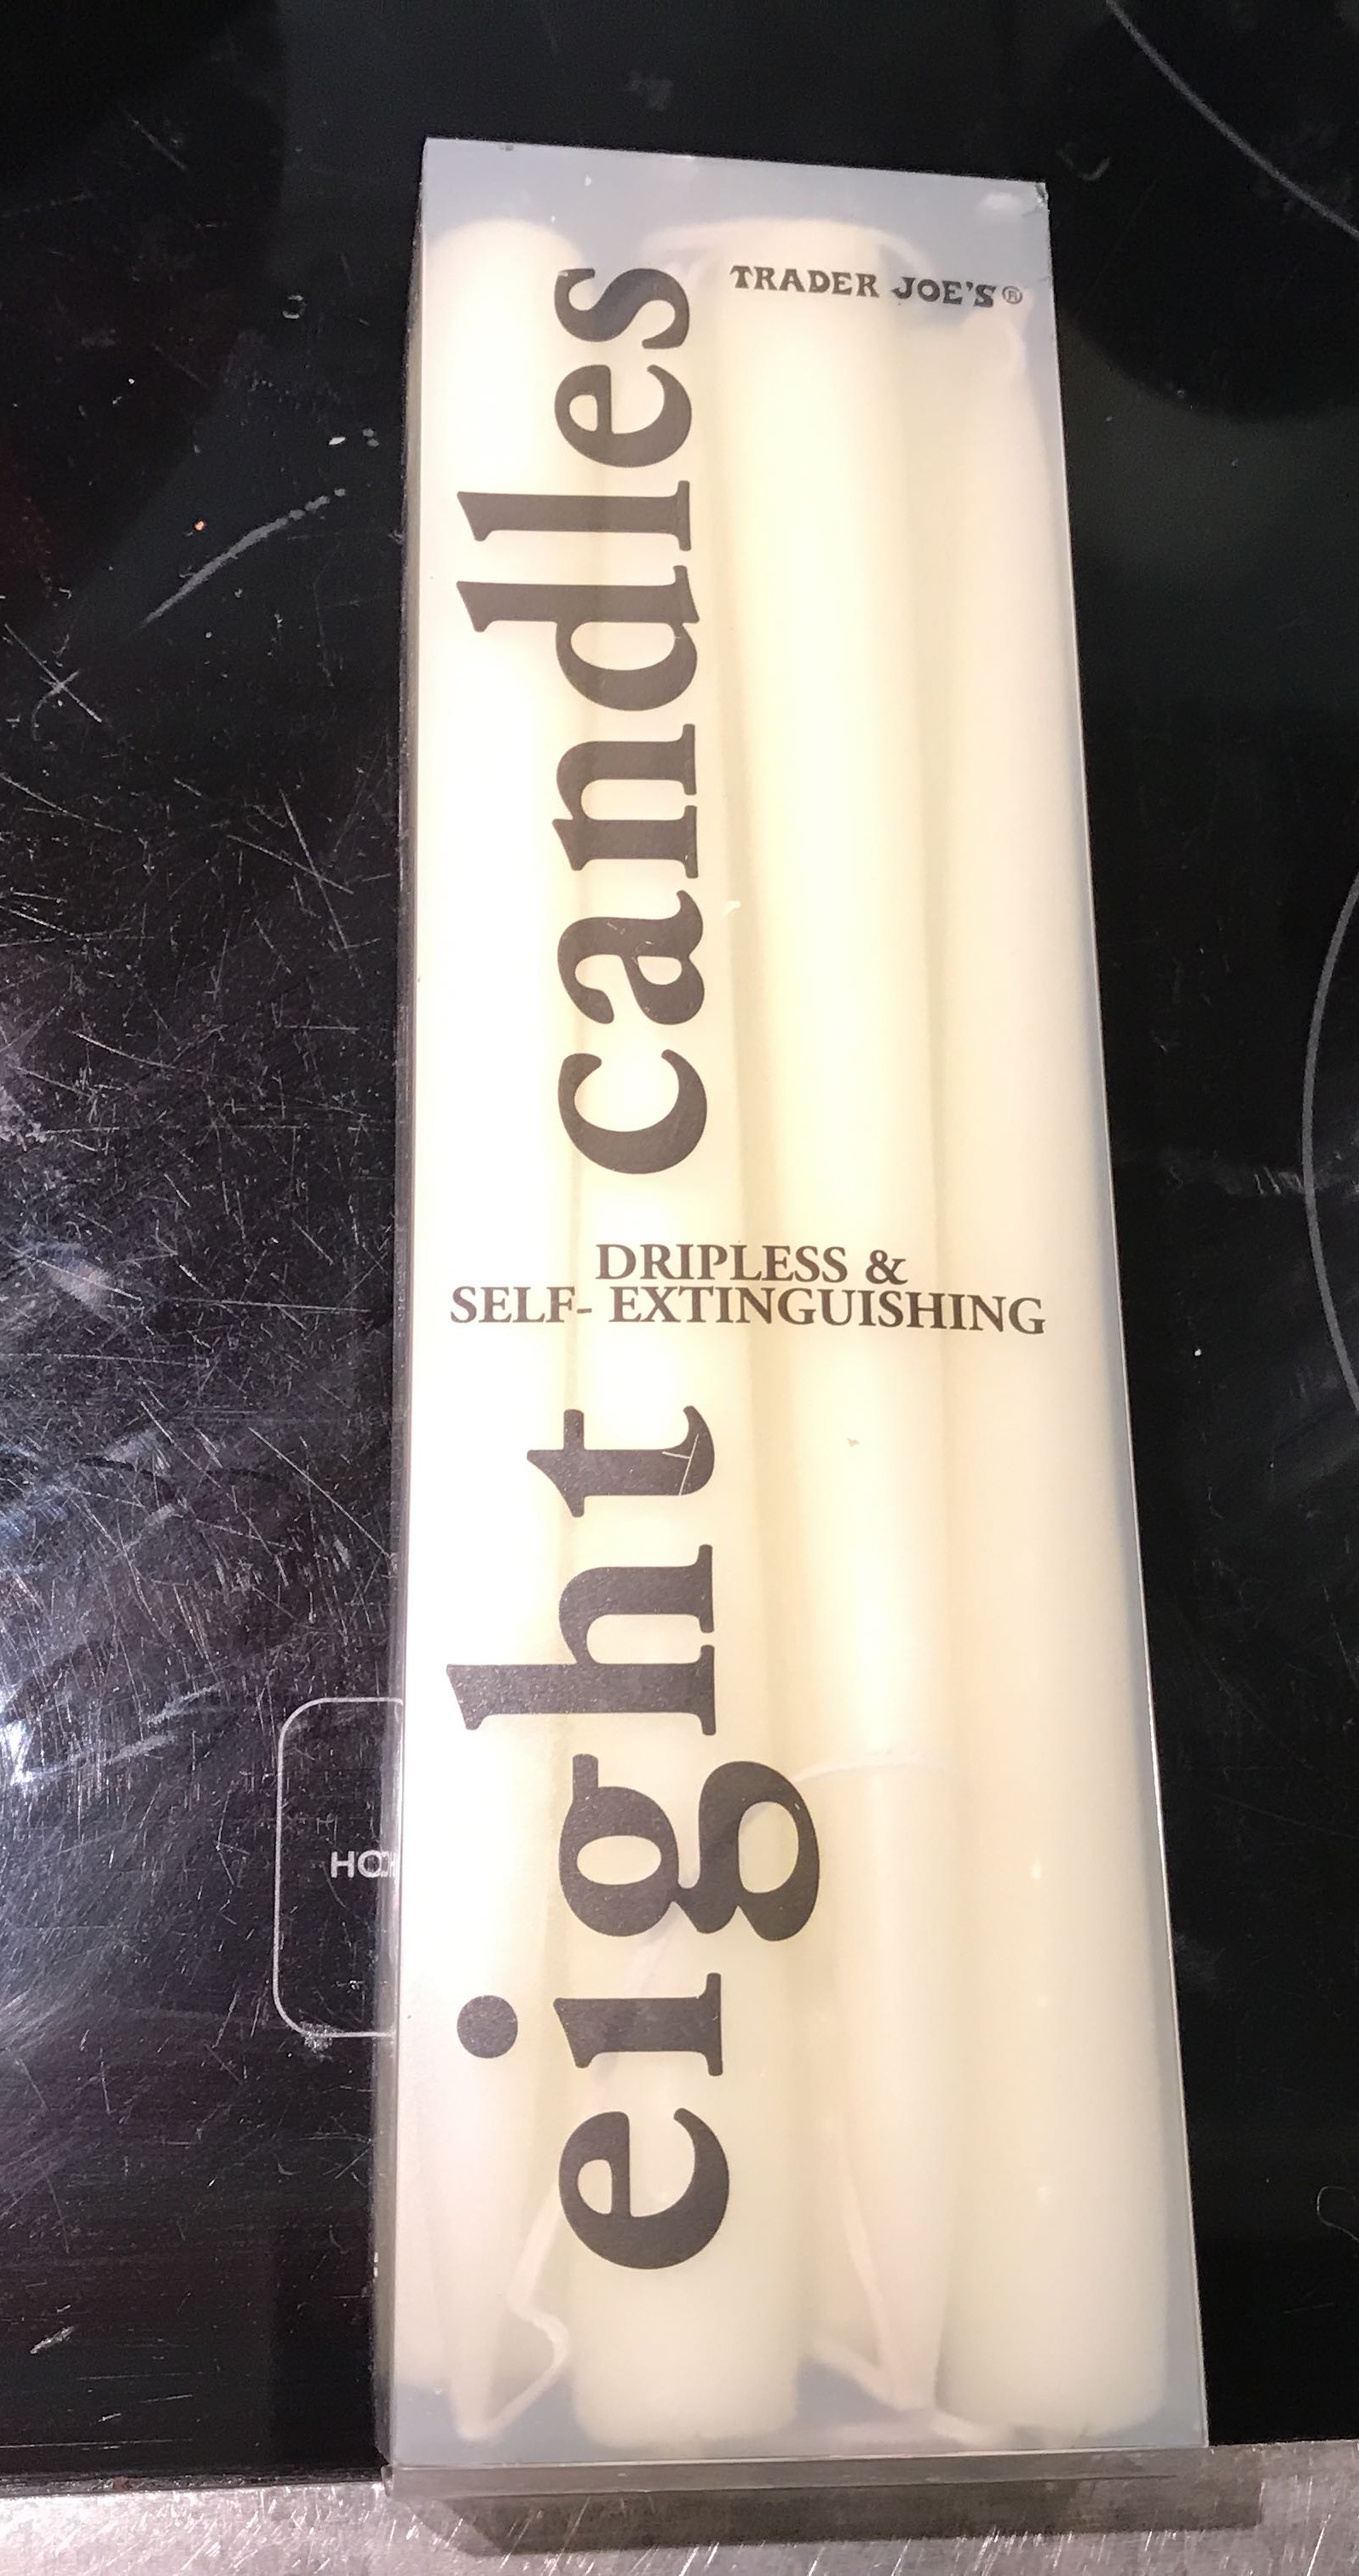 TRADER JOE'S®
eight candles
DRIPLESS &
SELF- EXTINGUISHING